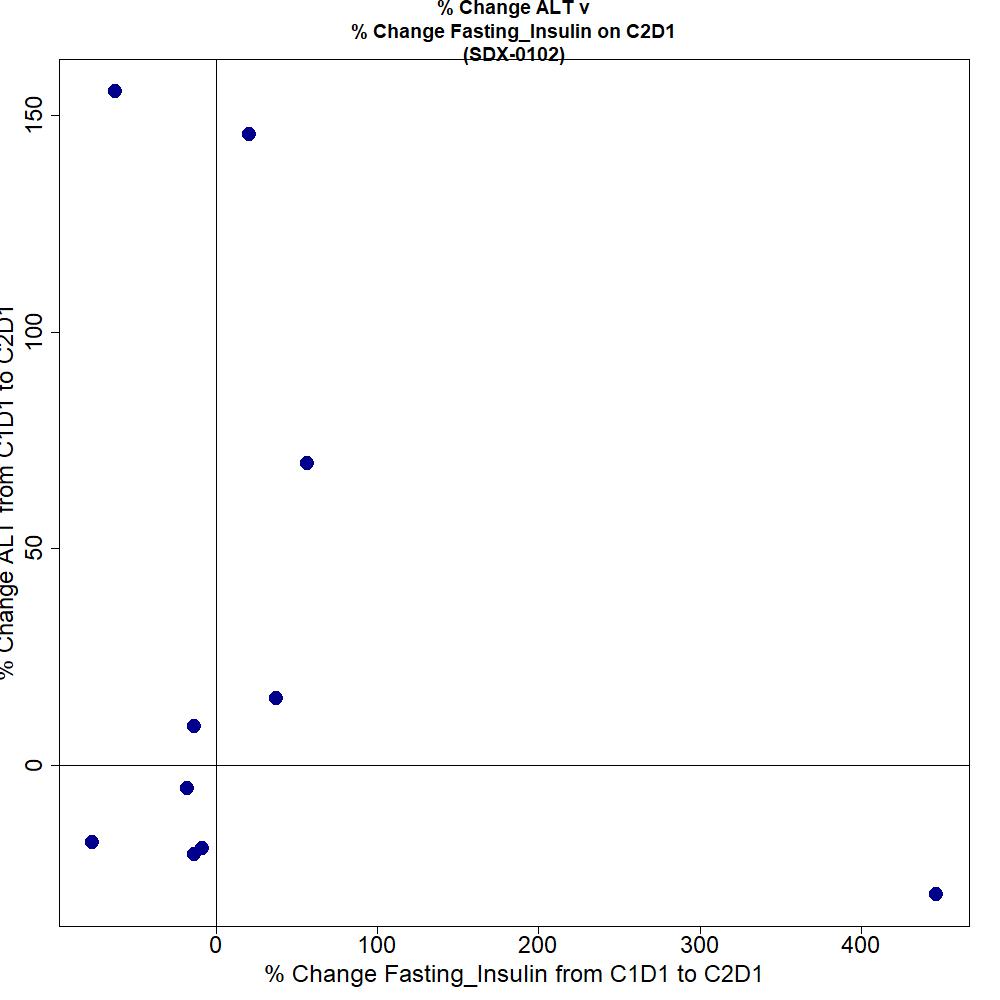 % Change ALT v
% Change Fasting_Insulin on C2D1
(SDX-0102)
% Change ALT from C1D1 to C2D1
150
100
50
0
0 100 200 300 400
% Change Fasting_Insulin from C1D1 to C2D1